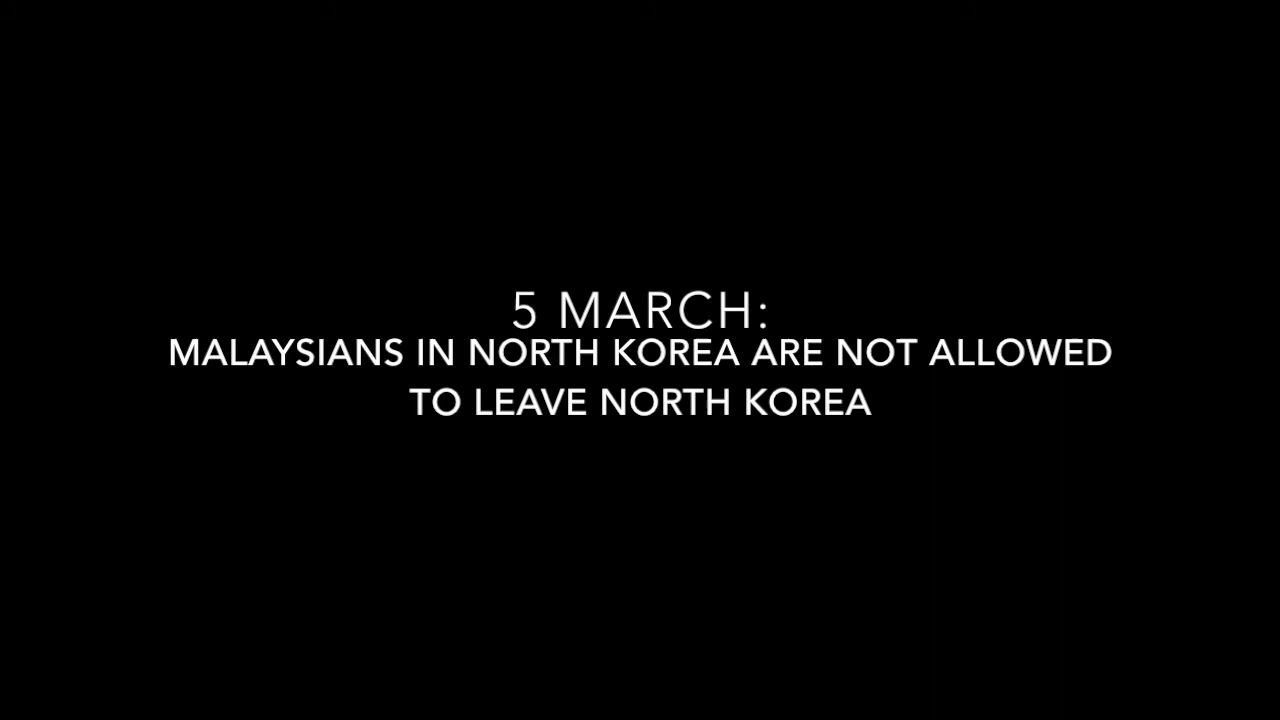 5 MARCH:
MALAYSIANS IN NORTH KOREA ARE NOT ALLOWED
TO LEAVE NORTH KOREA